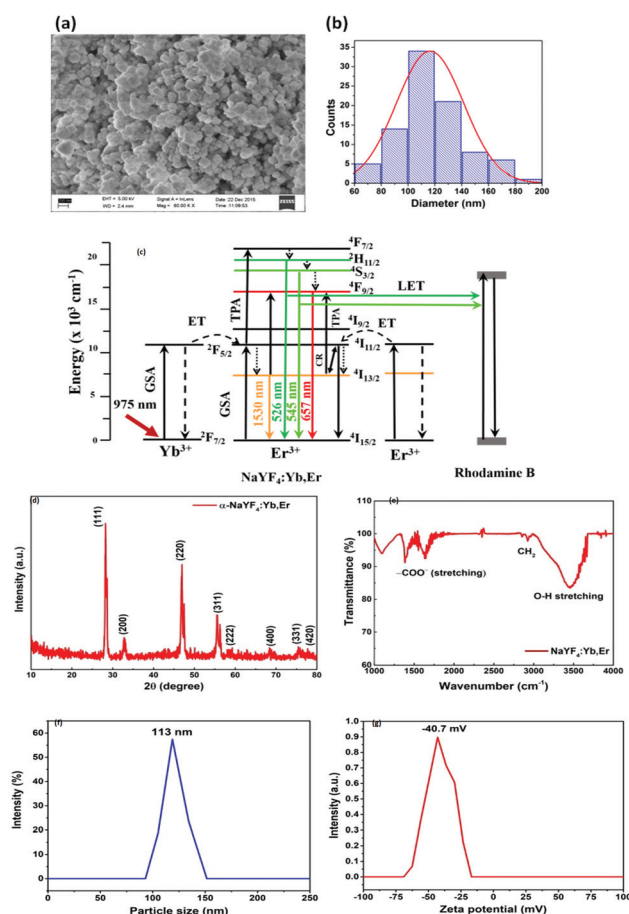 (a)
(b)
EHT = 5.00 kV
Signal A = InLens
Date :22 Dec 2015
WD = 2.4 mm
Mag = 60.00 K X
Time :11:09:53
ZEISS
Counts
35
30
25
20
15
10
5
0
60 80 100 120 140 160 180 200
Diameter (nm)
(c)
Energy (x 10³ cm⁻¹)
20
15
10
5
0
⁴F₇/₂
²H₁₁/₂
⁴S₃/₂
⁴F₉/₂
⁴I₉/₂
⁴I₁₁/₂
⁴I₁₃/₂
⁴I₁₅/₂
²F₅/₂
²F₇/₂
LET
TPA
TPA
ET
ET
CR
GSA
GSA
GSA
975 nm
1530 nm
526 nm
545 nm
657 nm
Yb³⁺
Er³⁺
Er³⁺
NaYF₄:Yb,Er
Rhodamine B
(d)
α-NaYF₄:Yb,Er
Intensity (a.u.)
(111)
(200)
(220)
(311)
(222)
(400)
(331)
(420)
10 20 30 40 50 60 70 80
2θ (degree)
(e)
Transmittance (%)
110
100
90
80
70
60
−COO⁻ (stretching)
CH₂
O-H stretching
NaYF₄:Yb,Er
1000 1500 2000 2500 3000 3500 4000
Wavenumber (cm⁻¹)
(f)
113 nm
Intensity (%)
60
50
40
30
20
10
0
0 50 100 150 200 250
Particle size (nm)
(g)
-40.7 mV
Intensity (a.u.)
1.0
0.9
0.8
0.7
0.6
0.5
0.4
0.3
0.2
0.1
0.0
-100 -75 -50 -25 0 25 50 75 100
Zeta potential (mV)